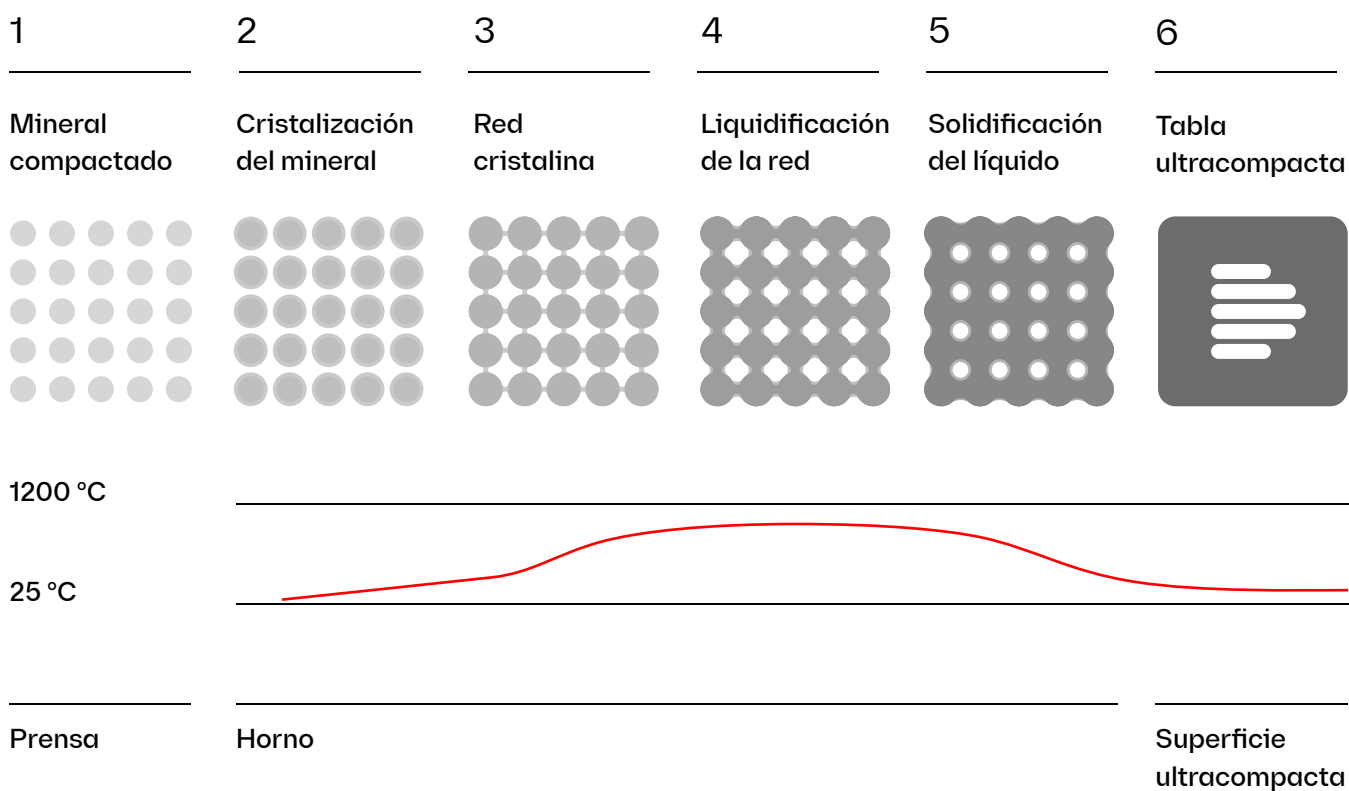 1
2
3
4
5
6
Mineral
compactado
Cristalización
del mineral
Red
cristalina
Liquidificación
de la red
Solidificación
del líquido
Tabla
ultracompacta
1200 °C
25 °C
Prensa
Horno
Superficie
ultracompacta